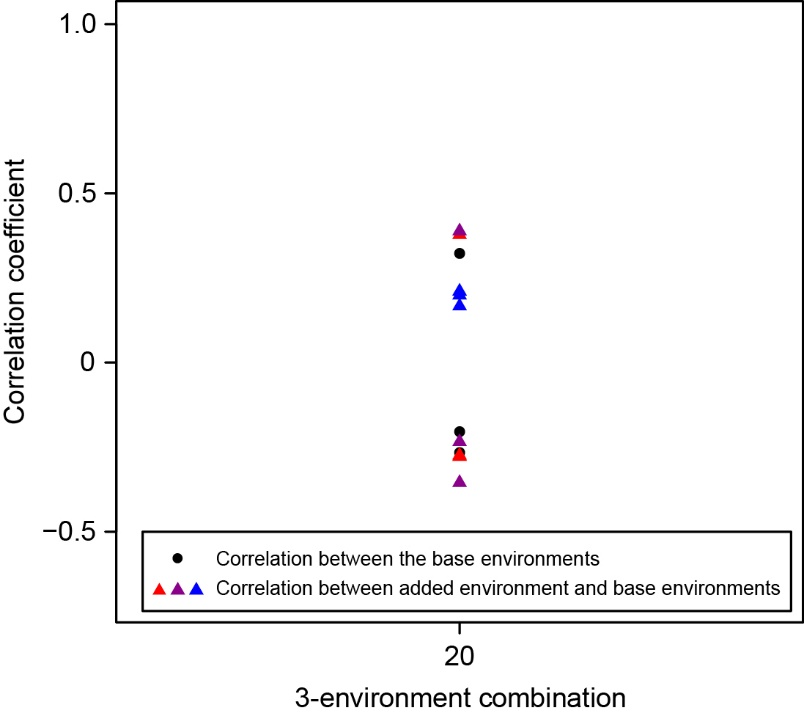 1.0
0.5
0
−0.5
Correlation coefficient
Correlation between the base environments
Correlation between added environment and base environments
20
3-environment combination